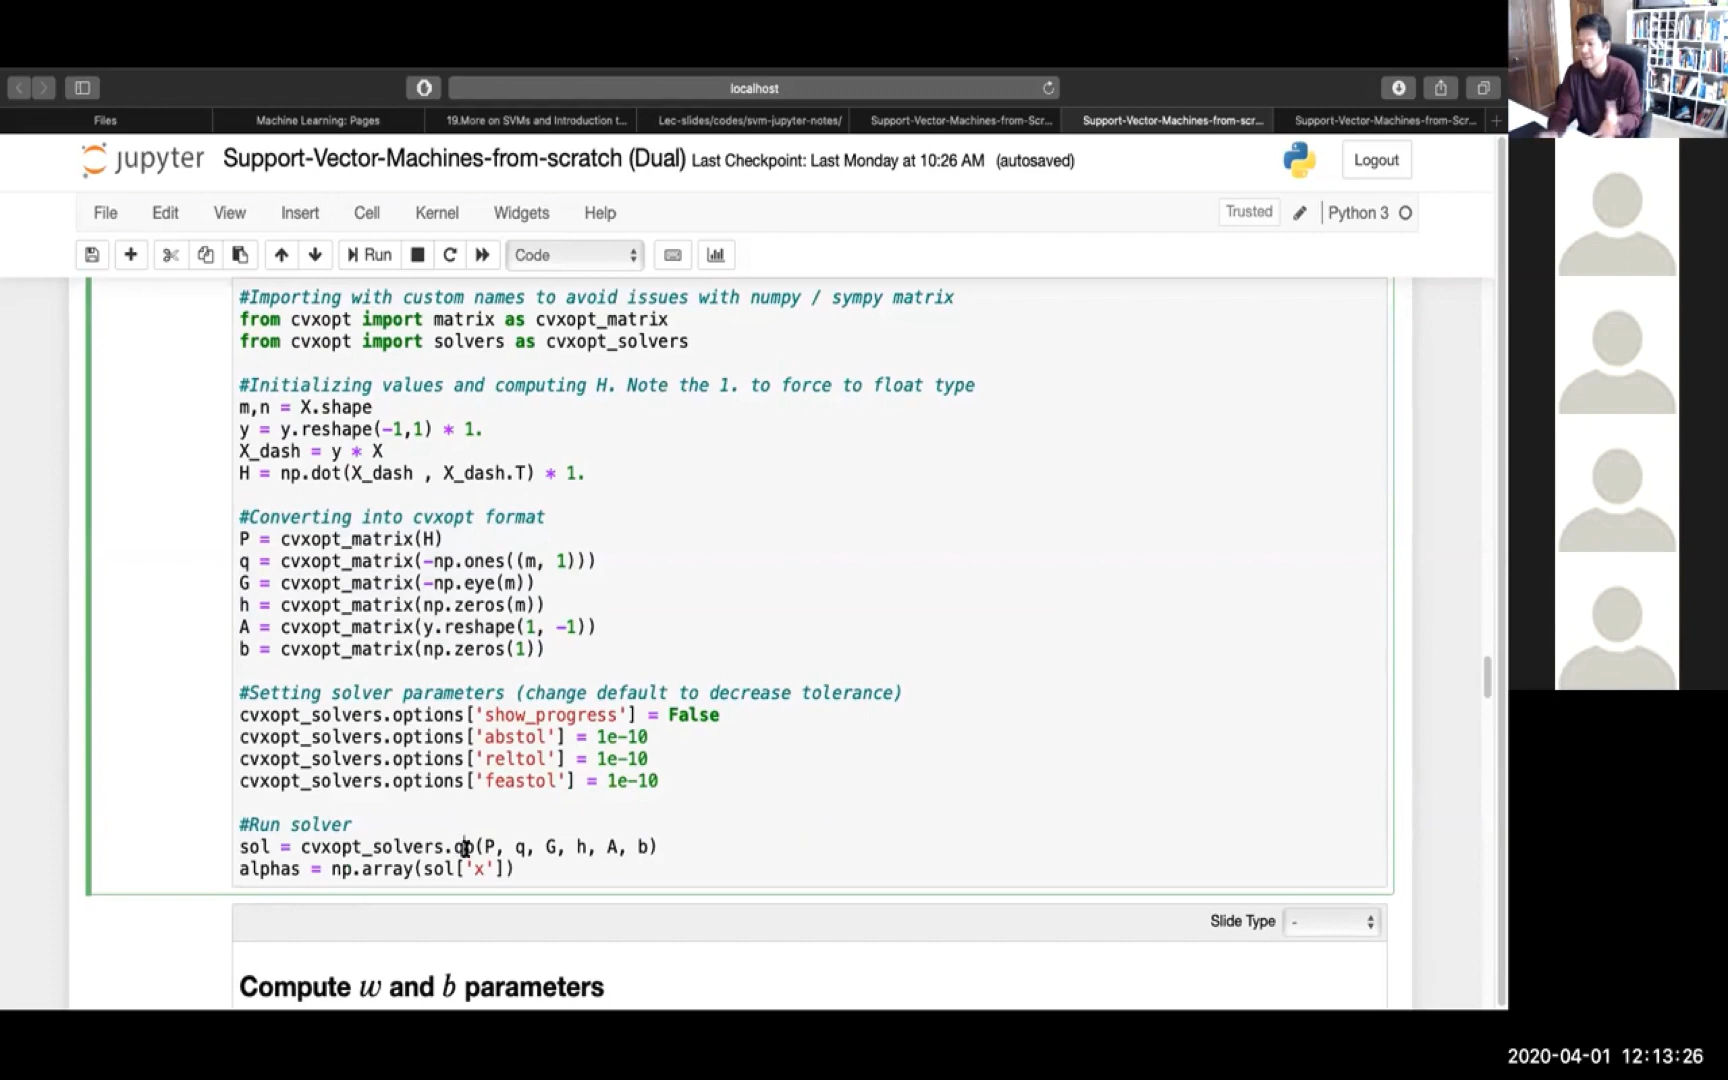 localhost
Files
Machine Learning: Pages
19.More on SVMs and Introduction t...
Lec-slides/codes/svm-jupyter-notes/
Support-Vector-Machines-from-Scr...
Support-Vector-Machines-from-scr...
Support-Vector-Machines-from-Scr...
jupyter Support-Vector-Machines-from-scratch (Dual) Last Checkpoint: Last Monday at 10:26 AM (autosaved)
Logout
File Edit View Insert Cell Kernel Widgets Help
Trusted
Python 3
Run
Code
#Importing with custom names to avoid issues with numpy / sympy matrix
from cvxopt import matrix as cvxopt_matrix
from cvxopt import solvers as cvxopt_solvers
#Initializing values and computing H. Note the 1. to force to float type
m,n = X.shape
y = y.reshape(-1,1) * 1.
X_dash = y * X
H = np.dot(X_dash , X_dash.T) * 1.
#Converting into cvxopt format
P = cvxopt_matrix(H)
q = cvxopt_matrix(-np.ones((m, 1)))
G = cvxopt_matrix(-np.eye(m))
h = cvxopt_matrix(np.zeros(m))
A = cvxopt_matrix(y.reshape(1, -1))
b = cvxopt_matrix(np.zeros(1))
#Setting solver parameters (change default to decrease tolerance)
cvxopt_solvers.options['show_progress'] = False
cvxopt_solvers.options['abstol'] = 1e-10
cvxopt_solvers.options['reltol'] = 1e-10
cvxopt_solvers.options['feastol'] = 1e-10
#Run solver
sol = cvxopt_solvers.qp(P, q, G, h, A, b)
alphas = np.array(sol['x'])
Slide Type -
Compute w and b parameters
2020-04-01 12:13:26